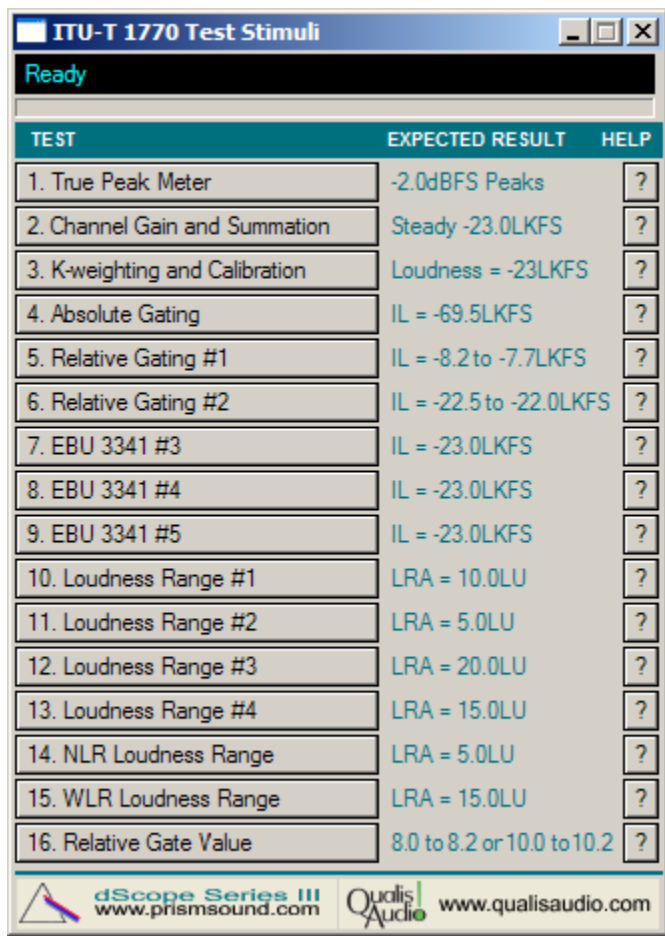 ITU-T 1770 Test Stimuli
Ready
TEST EXPECTED RESULT HELP
1. True Peak Meter -2.0dBFS Peaks ?
2. Channel Gain and Summation Steady -23.0LKFS ?
3. K-weighting and Calibration Loudness = -23LKFS ?
4. Absolute Gating IL = -69.5LKFS ?
5. Relative Gating #1 IL = -8.2 to -7.7LKFS ?
6. Relative Gating #2 IL = -22.5 to -22.0LKFS ?
7. EBU 3341 #3 IL = -23.0LKFS ?
8. EBU 3341 #4 IL = -23.0LKFS ?
9. EBU 3341 #5 IL = -23.0LKFS ?
10. Loudness Range #1 LRA = 10.0LU ?
11. Loudness Range #2 LRA = 5.0LU ?
12. Loudness Range #3 LRA = 20.0LU ?
13. Loudness Range #4 LRA = 15.0LU ?
14. NLR Loudness Range LRA = 5.0LU ?
15. WLR Loudness Range LRA = 15.0LU ?
16. Relative Gate Value 8.0 to 8.2 or 10.0 to 10.2 ?
dScope Series III
www.prismsound.com
Qualis
Audio
www.qualisaudio.com